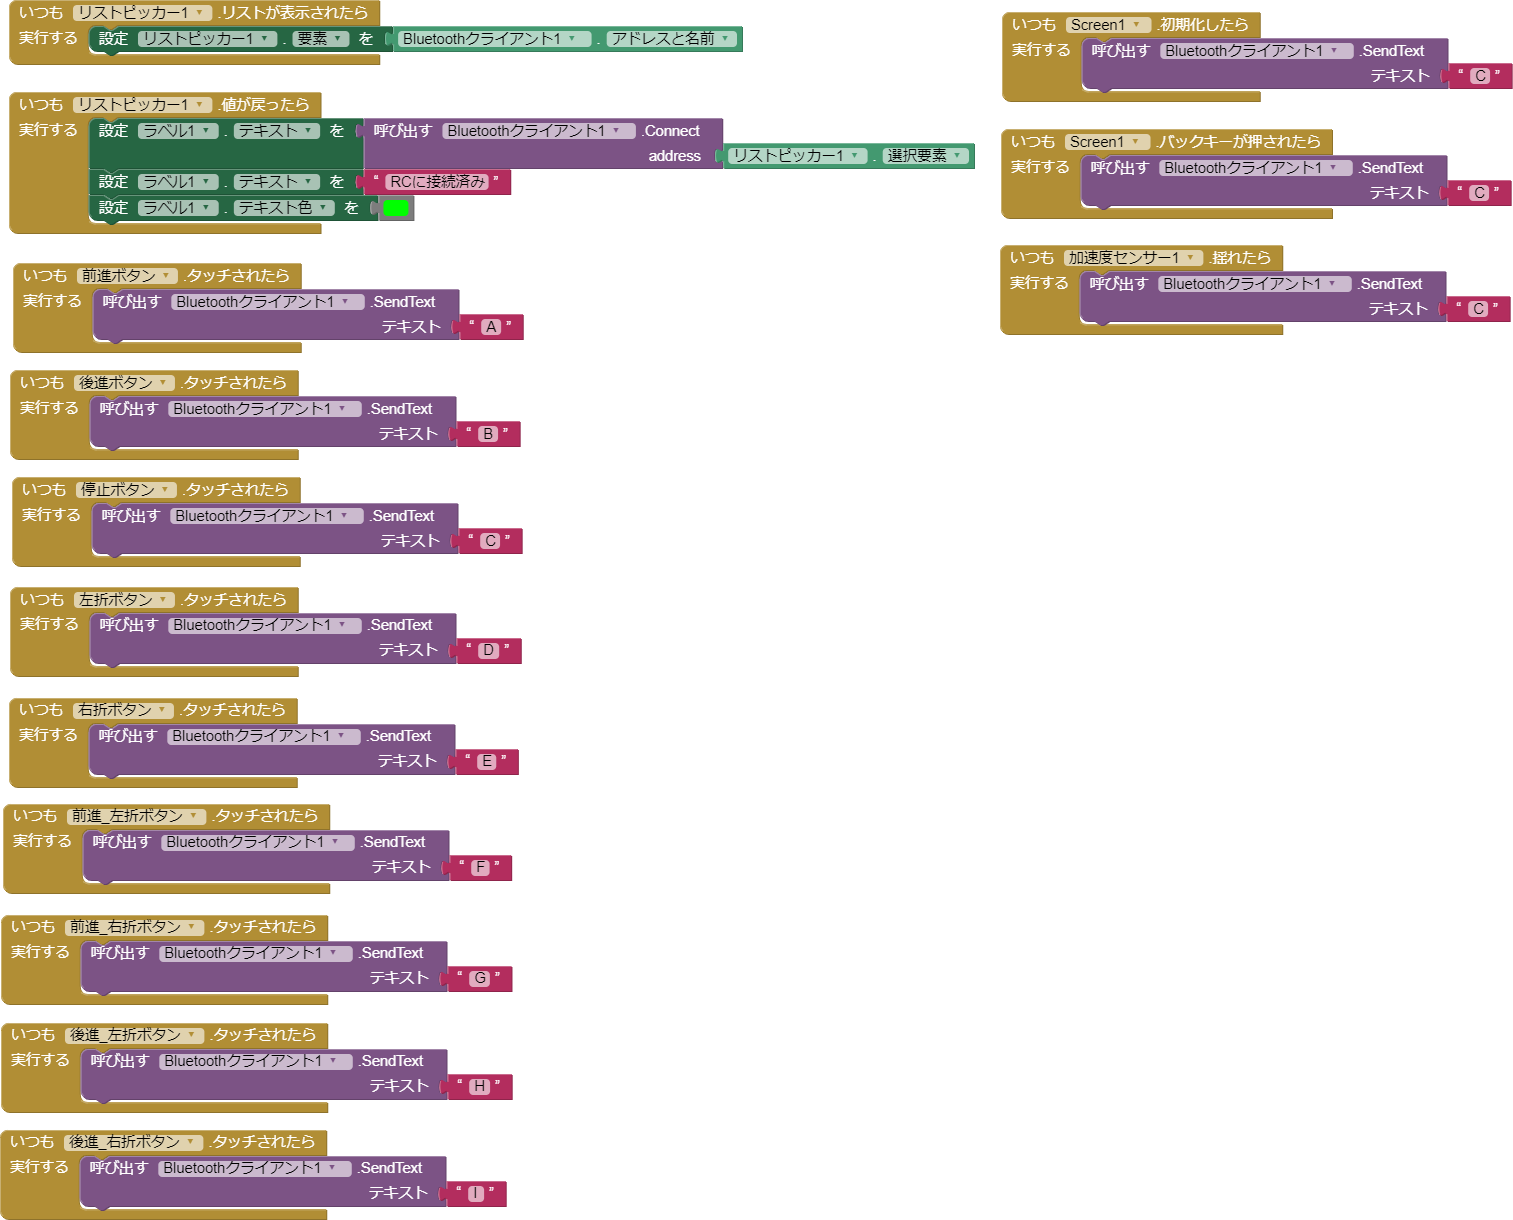 いつも リストピッカー1 .リストが表示されたら
実行する 設定 リストピッカー1 . 要素 を Bluetoothクライアント1 . アドレスと名前
いつも リストピッカー1 .値が戻ったら
実行する 設定 ラベル1 . テキスト を 呼び出す Bluetoothクライアント1 .Connect
address リストピッカー1 . 選択要素
設定 ラベル1 . テキスト を “ RCに接続済み ”
設定 ラベル1 . テキスト色 を
いつも 前進ボタン .タッチされたら
実行する 呼び出す Bluetoothクライアント1 .SendText
テキスト “ A ”
いつも 後進ボタン .タッチされたら
実行する 呼び出す Bluetoothクライアント1 .SendText
テキスト “ B ”
いつも 停止ボタン .タッチされたら
実行する 呼び出す Bluetoothクライアント1 .SendText
テキスト “ C ”
いつも 左折ボタン .タッチされたら
実行する 呼び出す Bluetoothクライアント1 .SendText
テキスト “ D ”
いつも 右折ボタン .タッチされたら
実行する 呼び出す Bluetoothクライアント1 .SendText
テキスト “ E ”
いつも 前進_左折ボタン .タッチされたら
実行する 呼び出す Bluetoothクライアント1 .SendText
テキスト “ F ”
いつも 前進_右折ボタン .タッチされたら
実行する 呼び出す Bluetoothクライアント1 .SendText
テキスト “ G ”
いつも 後進_左折ボタン .タッチされたら
実行する 呼び出す Bluetoothクライアント1 .SendText
テキスト “ H ”
いつも 後進_右折ボタン .タッチされたら
実行する 呼び出す Bluetoothクライアント1 .SendText
テキスト “ I ”
いつも Screen1 .初期化したら
実行する 呼び出す Bluetoothクライアント1 .SendText
テキスト “ C ”
いつも Screen1 .バックキーが押されたら
実行する 呼び出す Bluetoothクライアント1 .SendText
テキスト “ C ”
いつも 加速度センサー1 .揺れたら
実行する 呼び出す Bluetoothクライアント1 .SendText
テキスト “ C ”